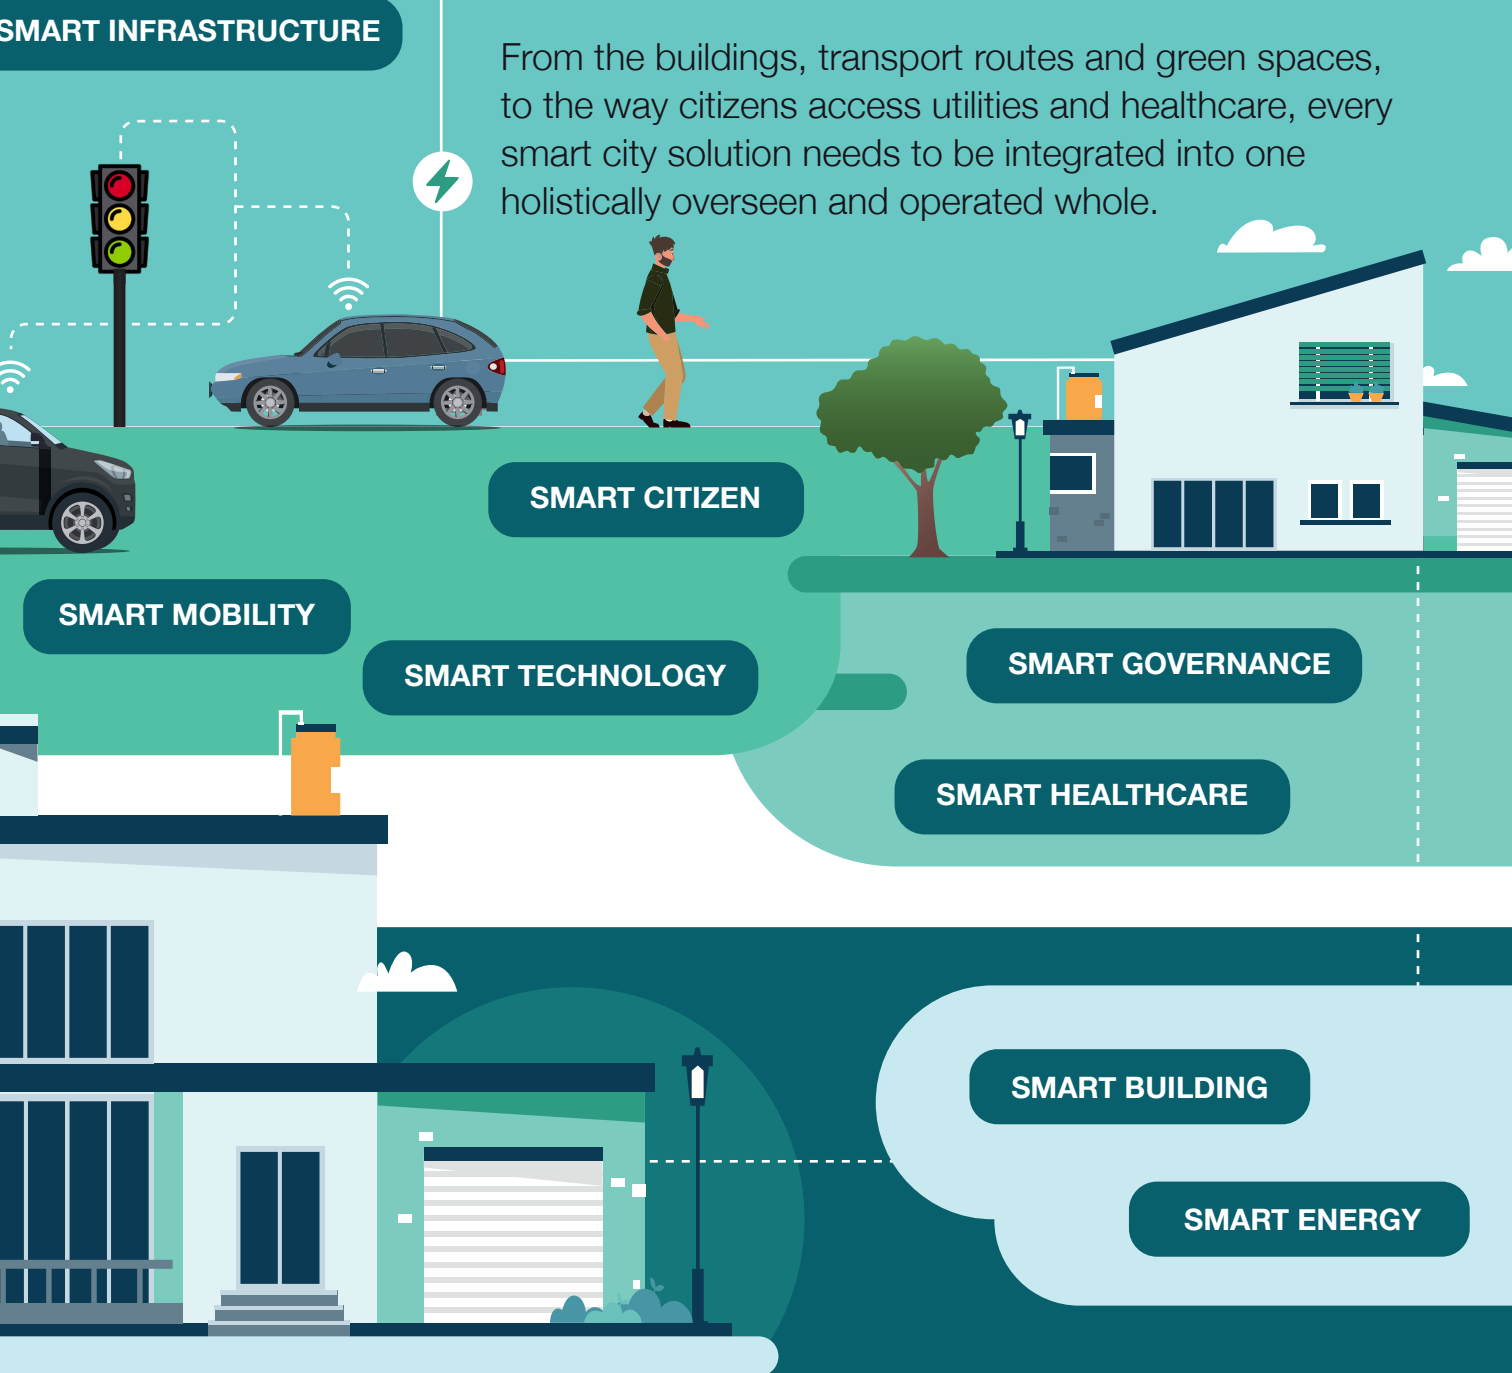 SMART INFRASTRUCTURE
From the buildings, transport routes and green spaces,
to the way citizens access utilities and healthcare, every
smart city solution needs to be integrated into one
holistically overseen and operated whole.
SMART CITIZEN
SMART MOBILITY
SMART TECHNOLOGY
SMART GOVERNANCE
SMART HEALTHCARE
SMART BUILDING
SMART ENERGY